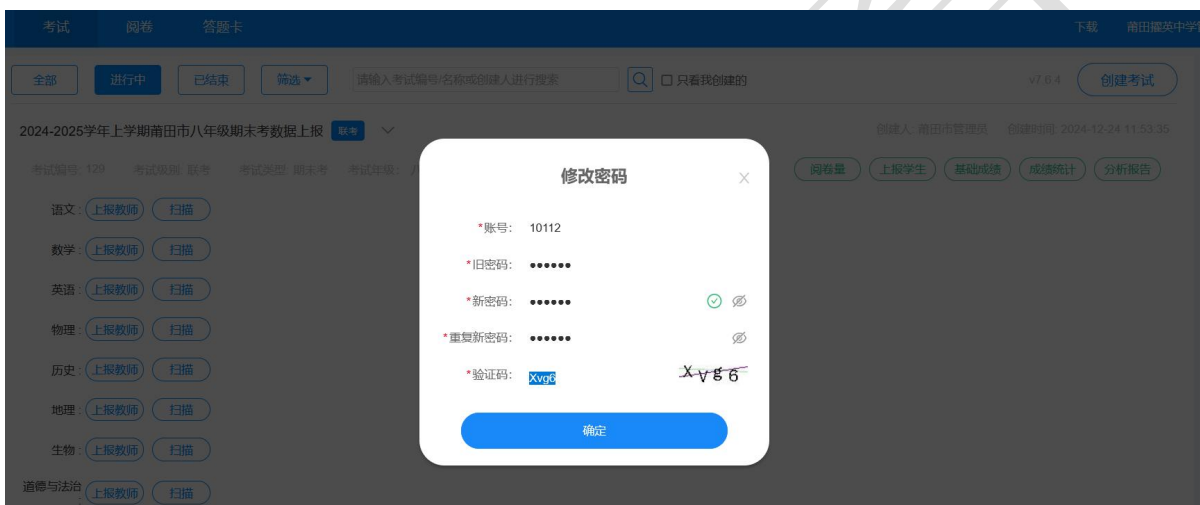 考试 阅卷 答题卡 下载 莆田擢英中学
全部 进行中 已结束 筛选 请输入考试编号/名称或创建人进行搜索 只看我创建的 v7.6.4 创建考试
2024-2025学年上学期莆田市八年级期末考数据上报 联考 创建人: 莆田市管理员 创建时间: 2024-12-24 11:53:35
考试编号: 129 考试级别: 联考 考试类型: 期末考 考试年级: 阅卷量 上报学生 基础成绩 成绩统计 分析报告
修改密码
*账号: 10112
*旧密码: ●●●●●●
*新密码: ●●●●●●
*重复新密码: ●●●●●●
*验证码: Xvg6 Xvg6
确定
语文: 上报教师 扫描
数学: 上报教师 扫描
英语: 上报教师 扫描
物理: 上报教师 扫描
历史: 上报教师 扫描
地理: 上报教师 扫描
生物: 上报教师 扫描
道德与法治: 上报教师 扫描